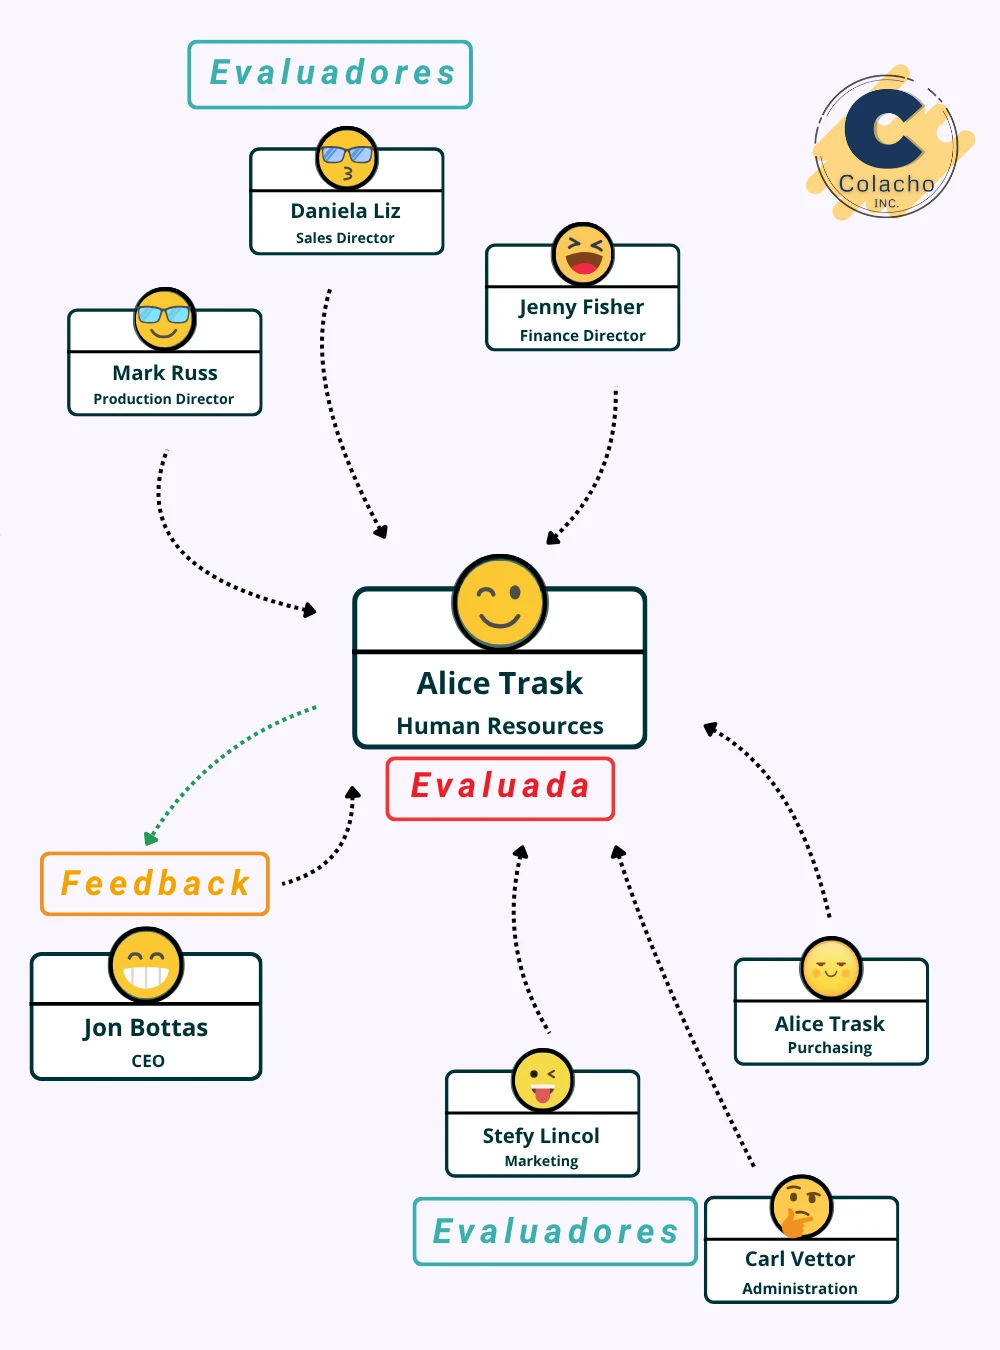 Evaluadores
Colacho
INC.
Daniela Liz
Sales Director
Jenny Fisher
Finance Director
Mark Russ
Production Director
Alice Trask
Human Resources
Evaluada
Feedback
Jon Bottas
CEO
Alice Trask
Purchasing
Stefy Lincol
Marketing
Evaluadores
Carl Vettor
Administration